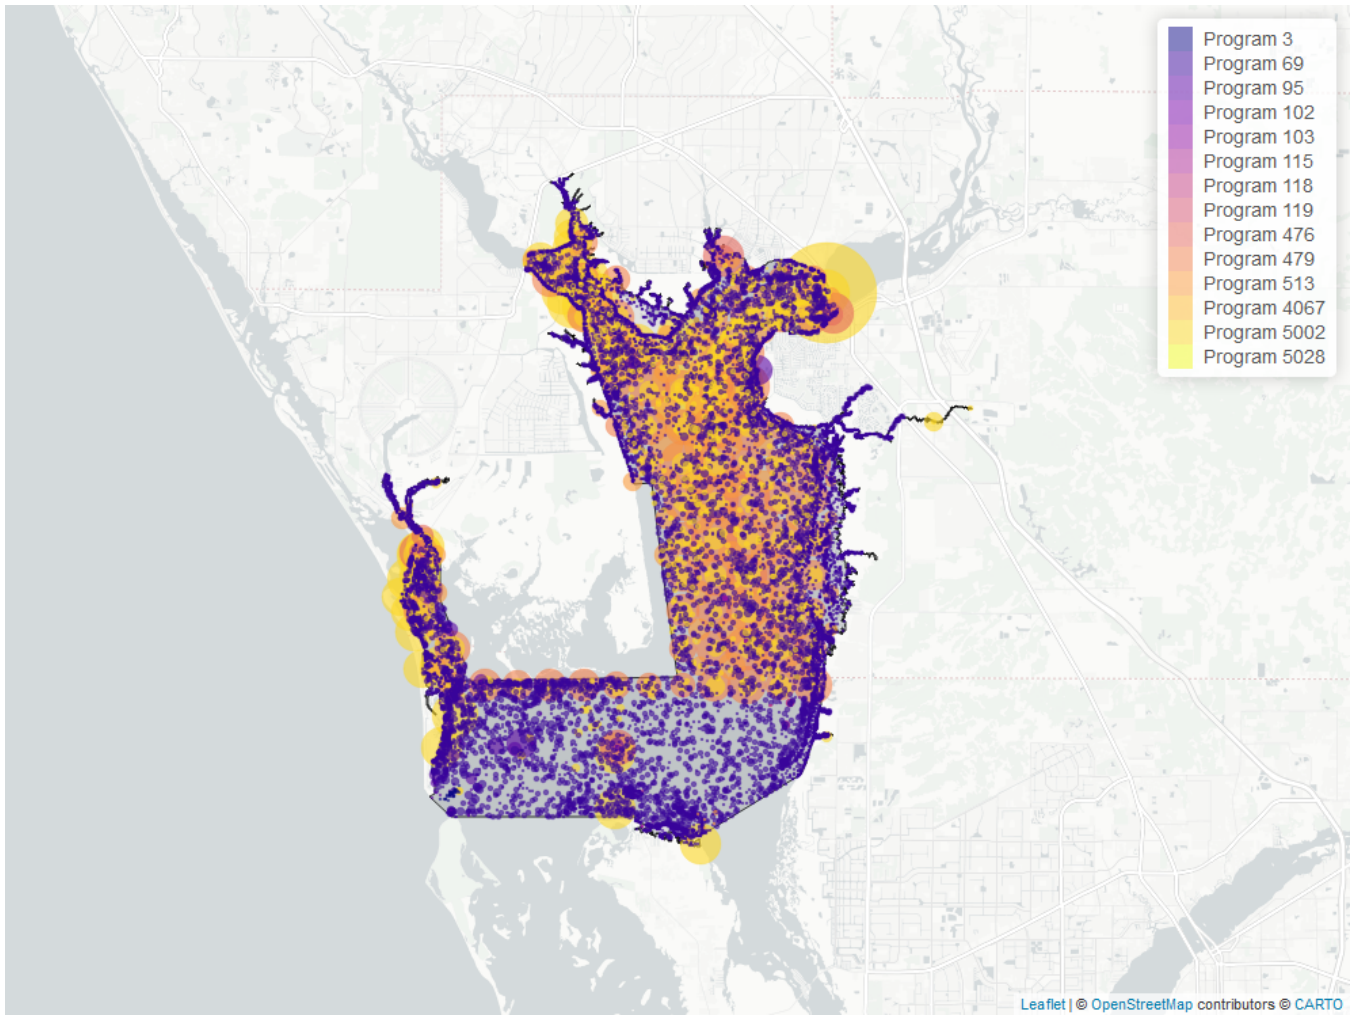 Program 3
Program 69
Program 95
Program 102
Program 103
Program 115
Program 118
Program 119
Program 476
Program 479
Program 513
Program 4067
Program 5002
Program 5028
Leaflet | © OpenStreetMap contributors © CARTO